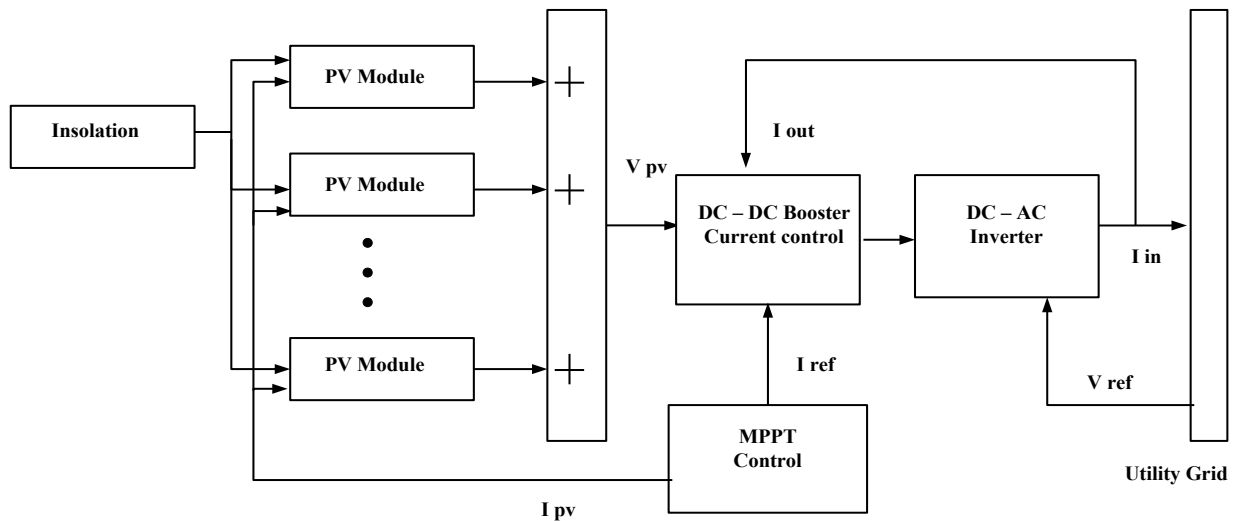 PV Module
Insolation
I out
V pv
PV Module
DC – DC Booster
Current control
DC – AC
Inverter
I in
PV Module
I ref
V ref
MPPT
Control
Utility Grid
I pv